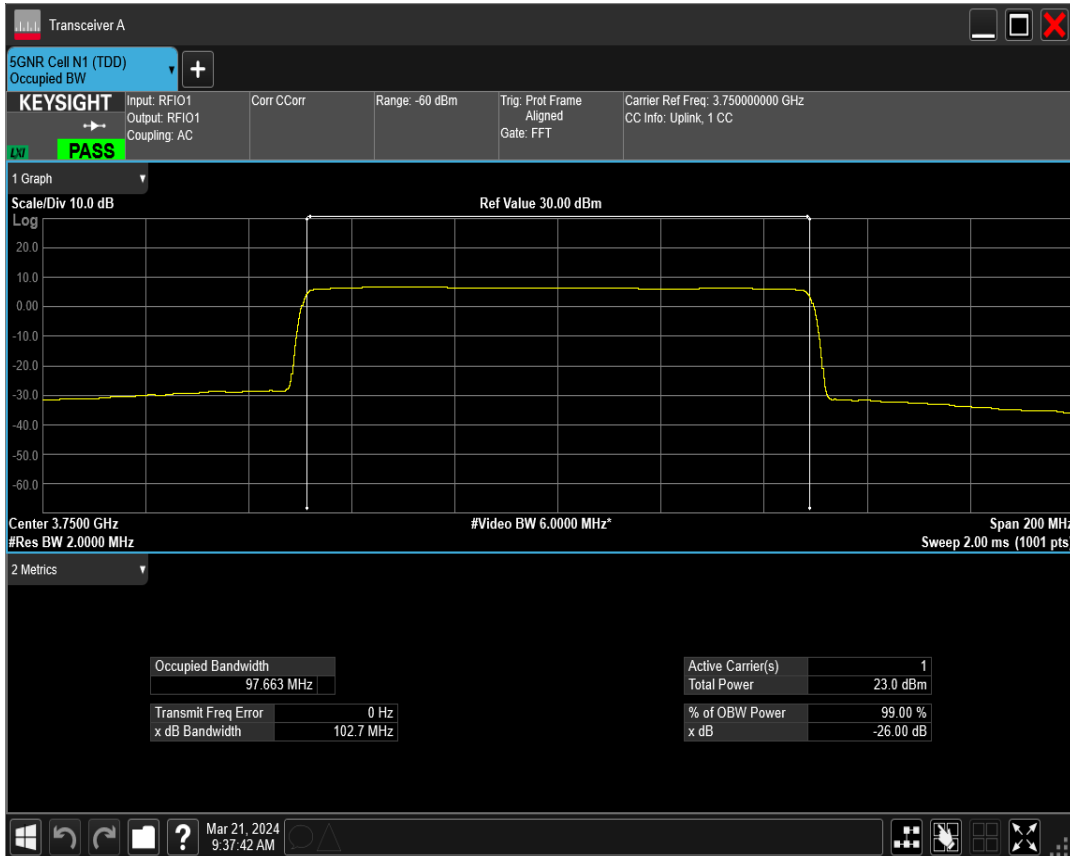 Transceiver A
5GNR Cell N1 (TDD)
Occupied BW
+
KEYSIGHT
LXI
PASS
Input: RFIO1
Output: RFIO1
Coupling: AC
Corr CCorr
Range: -60 dBm
Trig: Prot Frame
Aligned
Gate: FFT
Carrier Ref Freq: 3.750000000 GHz
CC Info: Uplink, 1 CC
1 Graph
Scale/Div 10.0 dB
Ref Value 30.00 dBm
Log
20.0
10.0
0.00
-10.0
-20.0
-30.0
-40.0
-50.0
-60.0
Center 3.7500 GHz
#Video BW 6.0000 MHz*
Span 200 MHz
#Res BW 2.0000 MHz
Sweep 2.00 ms (1001 pts)
2 Metrics
Occupied Bandwidth
97.663 MHz
Transmit Freq Error 0 Hz
x dB Bandwidth 102.7 MHz
Active Carrier(s) 1
Total Power 23.0 dBm
% of OBW Power 99.00 %
x dB -26.00 dB
?
Mar 21, 2024
9:37:42 AM